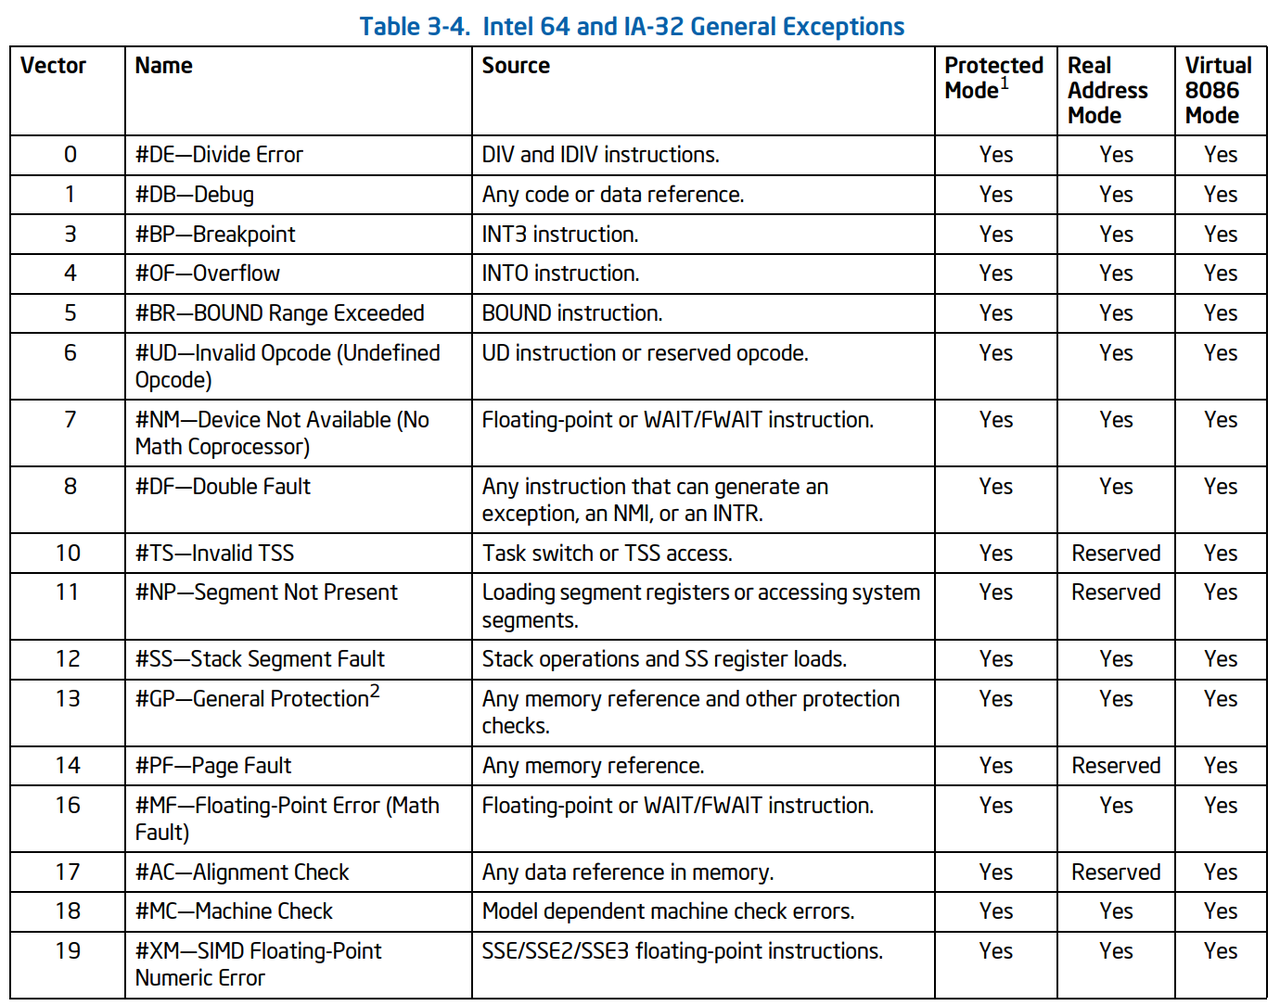 Table 3-4. Intel 64 and IA-32 General Exceptions
Vector Name Source Protected Mode1 Real Address Mode Virtual 8086 Mode
0 #DE—Divide Error DIV and IDIV instructions. Yes Yes Yes
1 #DB—Debug Any code or data reference. Yes Yes Yes
3 #BP—Breakpoint INT3 instruction. Yes Yes Yes
4 #OF—Overflow INTO instruction. Yes Yes Yes
5 #BR—BOUND Range Exceeded BOUND instruction. Yes Yes Yes
6 #UD—Invalid Opcode (Undefined Opcode) UD instruction or reserved opcode. Yes Yes Yes
7 #NM—Device Not Available (No Math Coprocessor) Floating-point or WAIT/FWAIT instruction. Yes Yes Yes
8 #DF—Double Fault Any instruction that can generate an exception, an NMI, or an INTR. Yes Yes Yes
10 #TS—Invalid TSS Task switch or TSS access. Yes Reserved Yes
11 #NP—Segment Not Present Loading segment registers or accessing system segments. Yes Reserved Yes
12 #SS—Stack Segment Fault Stack operations and SS register loads. Yes Yes Yes
13 #GP—General Protection2 Any memory reference and other protection checks. Yes Yes Yes
14 #PF—Page Fault Any memory reference. Yes Reserved Yes
16 #MF—Floating-Point Error (Math Fault) Floating-point or WAIT/FWAIT instruction. Yes Yes Yes
17 #AC—Alignment Check Any data reference in memory. Yes Reserved Yes
18 #MC—Machine Check Model dependent machine check errors. Yes Yes Yes
19 #XM—SIMD Floating-Point Numeric Error SSE/SSE2/SSE3 floating-point instructions. Yes Yes Yes